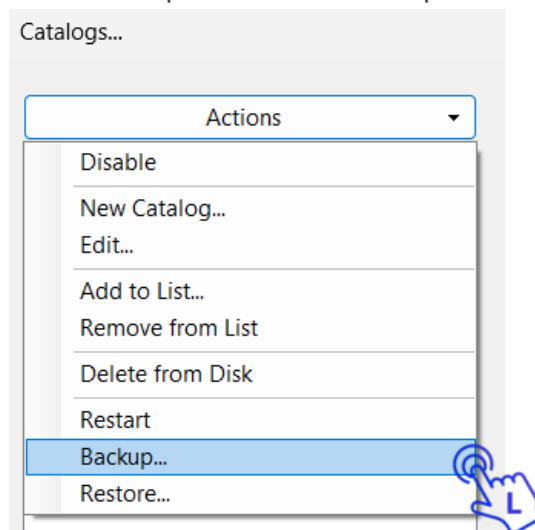 Catalogs...
Actions
Disable
New Catalog...
Edit...
Add to List...
Remove from List
Delete from Disk
Restart
Backup...
Restore...
L